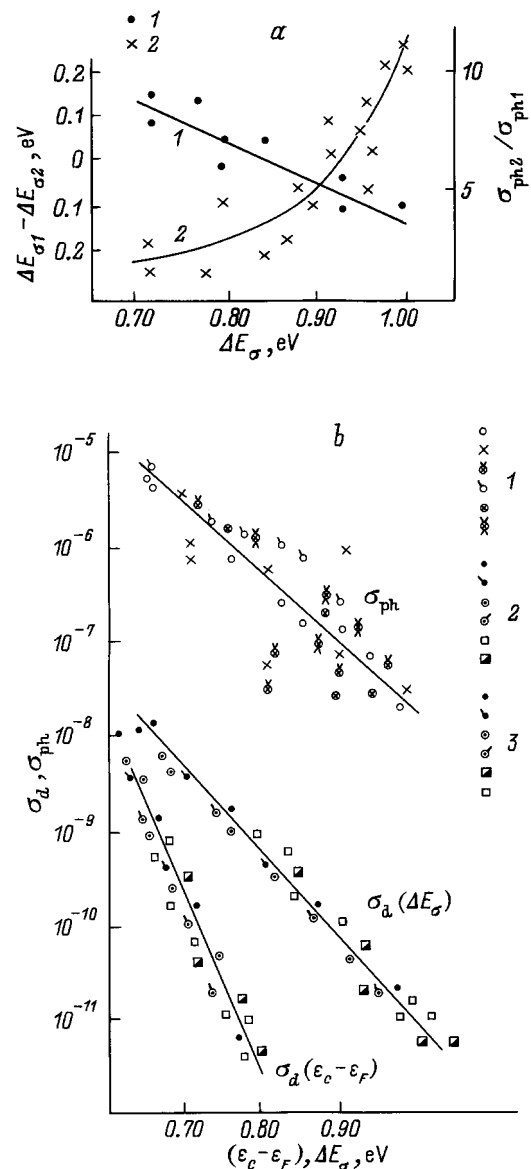 1
2
a
0.2
0.1
0
0.1
0.2
ΔE_σ1 – ΔE_σ2, eV
10
5
σ_ph2 / σ_ph1
1
2
0.70 0.80 0.90 1.00
ΔE_σ, eV
b
10⁻⁵
10⁻⁶
10⁻⁷
10⁻⁸
10⁻⁹
10⁻¹⁰
10⁻¹¹
σ_d, σ_ph
σ_ph
σ_d(ΔE_σ)
σ_d(ε_c – ε_F)
1
2
3
0.70 0.80 0.90
(ε_c – ε_F), ΔE_σ, eV